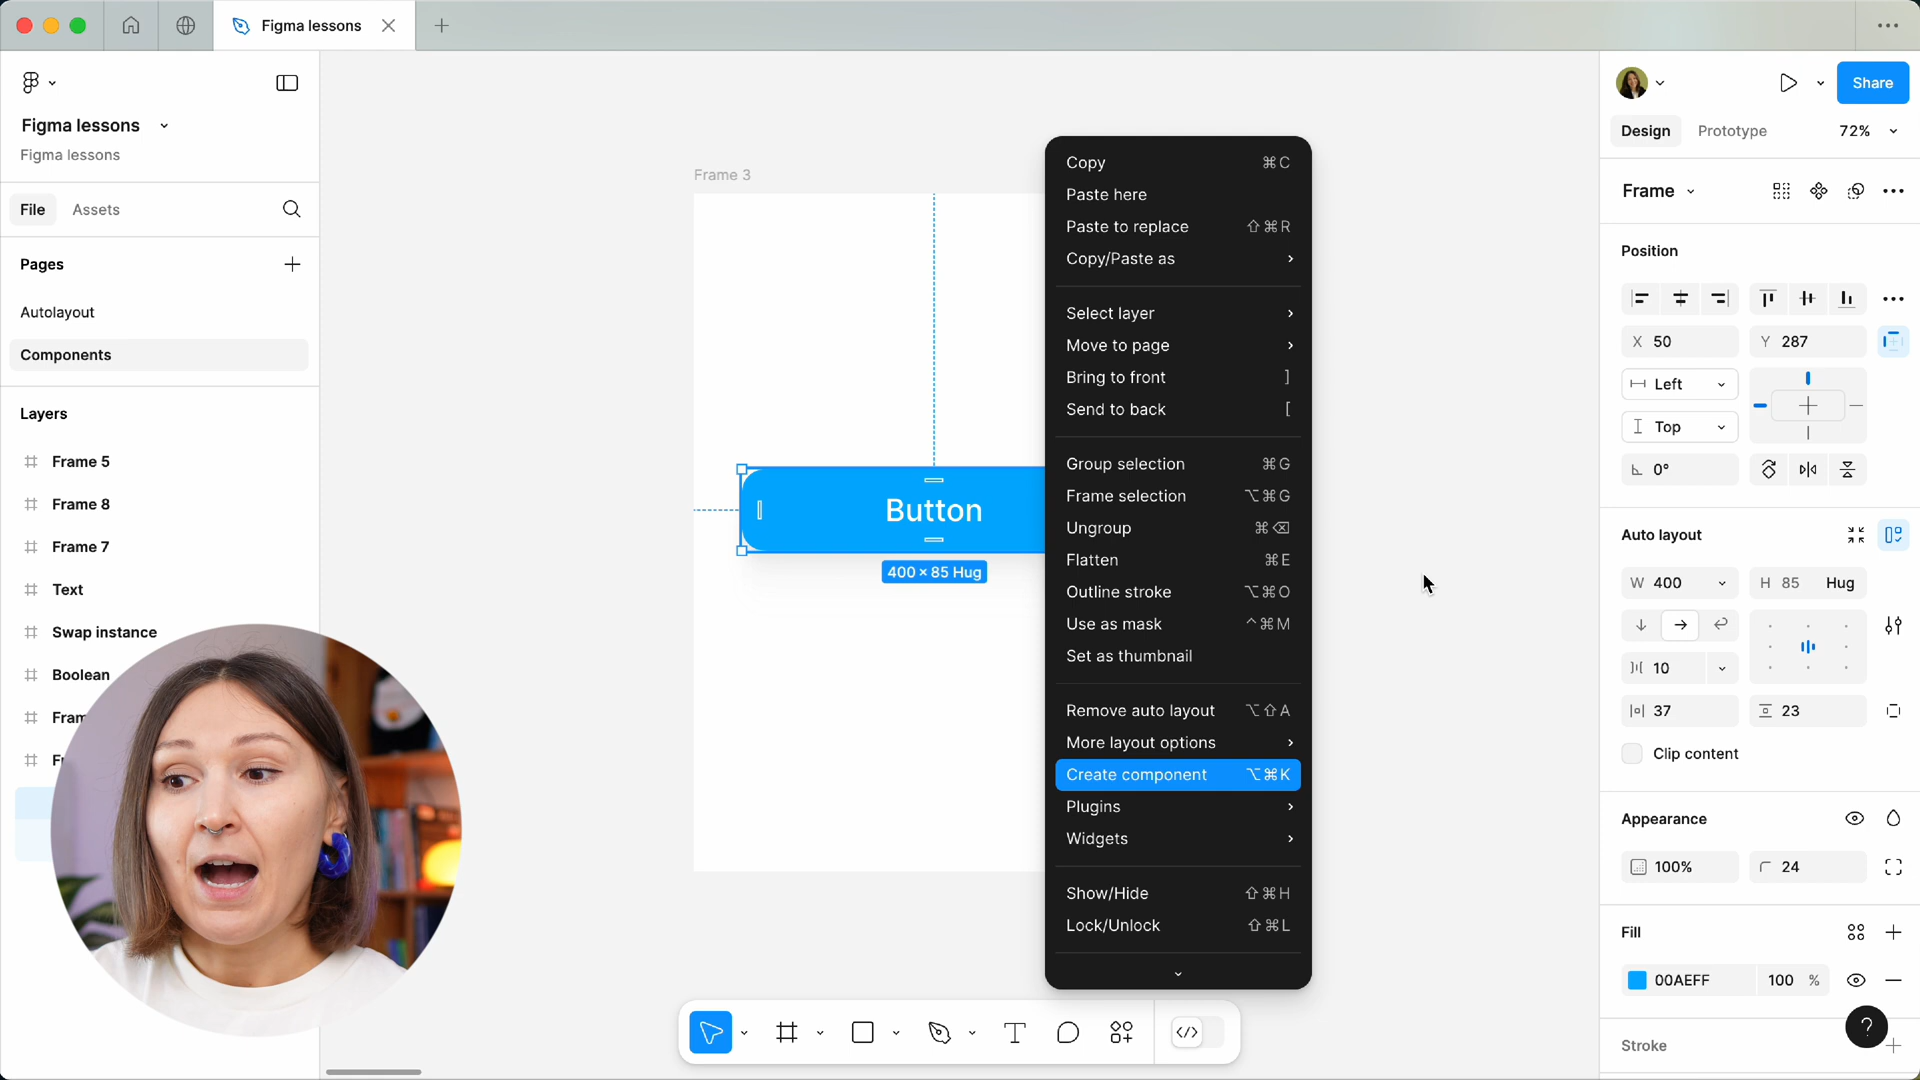 Figma lessons
Figma lessons
Figma lessons
File
Assets
Pages
Autolayout
Components
Layers
Frame 5
Frame 8
Frame 7
Text
Swap instance
Boolean
Frame 3
Button
400 × 85 Hug
Copy ⌘C
Paste here
Paste to replace ⇧⌘R
Copy/Paste as
Select layer
Move to page
Bring to front ]
Send to back [
Group selection ⌘G
Frame selection ⌥⌘G
Ungroup ⌘⌫
Flatten ⌘E
Outline stroke ⌥⌘O
Use as mask ^⌘M
Set as thumbnail
Remove auto layout ⌥⇧A
More layout options
Create component ⌥⌘K
Plugins
Widgets
Show/Hide ⇧⌘H
Lock/Unlock ⇧⌘L
Share
Design Prototype 72%
Frame
Position
X 50 Y 287
Left
Top
0°
Auto layout
W 400 H 85 Hug
10
37 23
Clip content
Appearance
100% 24
Fill
00AEFF 100 %
?
Stroke